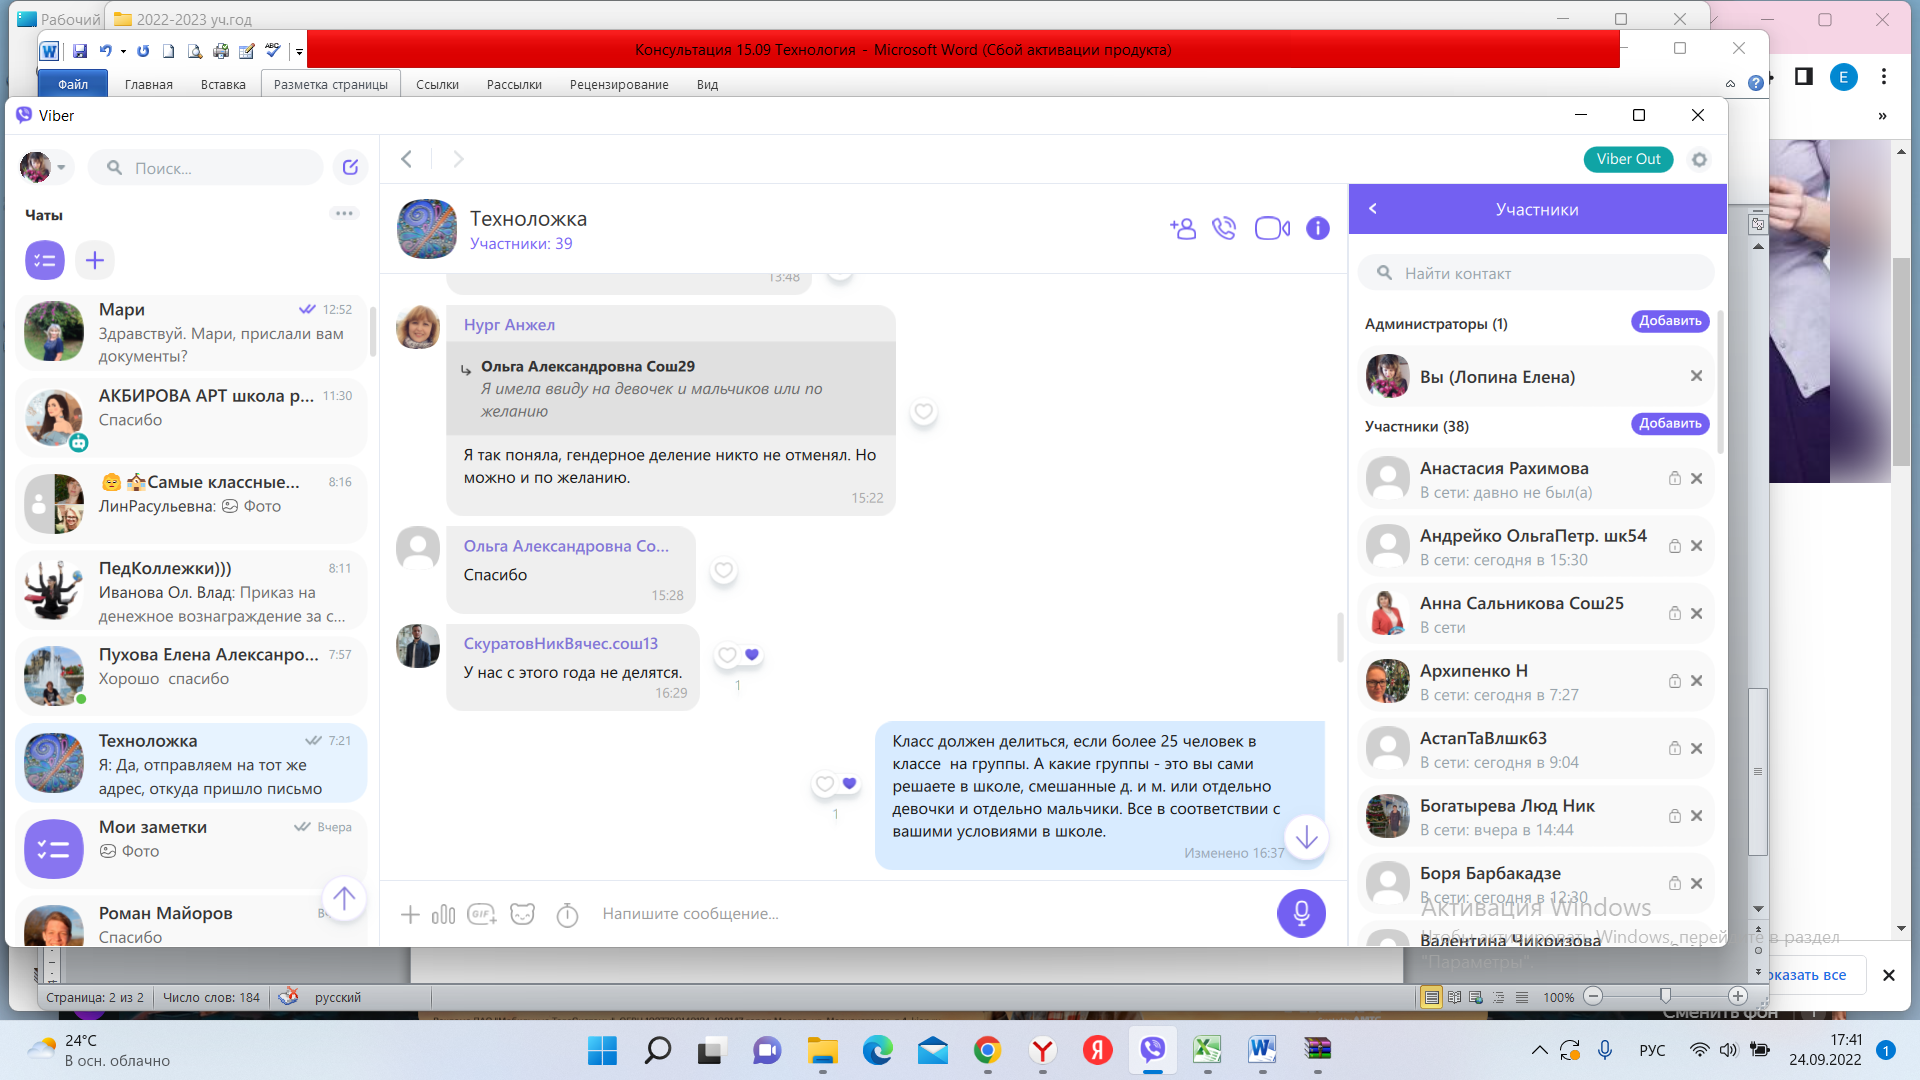 Рабочий
2022-2023 уч.год
Консультация 15.09 Технология - Microsoft Word (Сбой активации продукта)
Файл
Главная
Вставка
Разметка страницы
Ссылки
Рассылки
Рецензирование
Вид
E
»
Viber
Поиск...
Viber Out
Чаты
Мари
12:52
Здравствуй. Мари, прислали вам
документы?
АКБИРОВА АРТ школа р...
11:30
Спасибо
Самые классные...
8:16
ЛинРасульевна: Фото
ПедКоллежки)))
8:11
Иванова Ол. Влад: Приказ на
денежное вознаграждение за с...
Пухова Елена Алексанро...
7:57
Хорошо спасибо
Техноложка
7:21
Я: Да, отправляем на тот же
адрес, откуда пришло письмо
Мои заметки
Вчера
Фото
Роман Майоров
Спасибо
Техноложка
Участники: 39
13:48
Нург Анжел
Ольга Александровна Сош29
Я имела ввиду на девочек и мальчиков или по
желанию
Я так поняла, гендерное деление никто не отменял. Но
можно и по желанию.
15:22
Ольга Александровна Со...
Спасибо
15:28
СкуратовНикВячес.сош13
У нас с этого года не делятся.
16:29
1
Класс должен делиться, если более 25 человек в
классе на группы. А какие группы - это вы сами
решаете в школе, смешанные д. и м. или отдельно
девочки и отдельно мальчики. Все в соответствии с
вашими условиями в школе.
Изменено 16:37
1
GIF
Напишите сообщение...
Участники
Найти контакт
Администраторы (1)
Добавить
Вы (Лопина Елена)
Участники (38)
Добавить
Анастасия Рахимова
В сети: давно не был(а)
Андрейко ОльгаПетр. шк54
В сети: сегодня в 15:30
Анна Сальникова Сош25
В сети
Архипенко Н
В сети: сегодня в 7:27
АстапТаВлшк63
В сети: сегодня в 9:04
Богатырева Люд Ник
В сети: вчера в 14:44
Боря Барбакадзе
В сети: сегодня в 12:30
Валентина Чикризова
Активация Windows
Чтобы активировать Windows, перейдите в раздел
"Параметры".
оказать все
Страница: 2 из 2
Число слов: 184
русский
100%
Сменить фон
24°C
В осн. облачно
РУС
17:41
24.09.2022
1